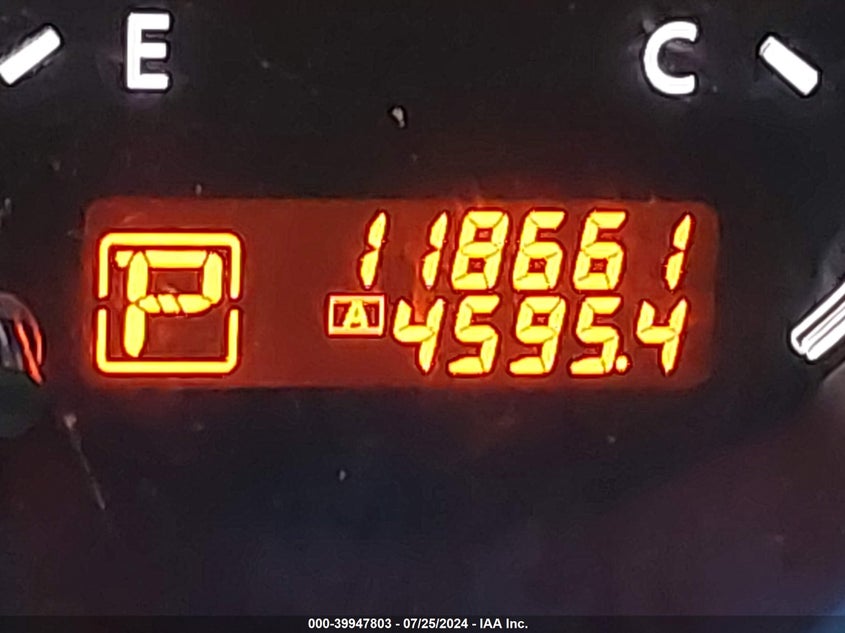 E C
118661
P
A 4595.4
000-39947803 - 07/25/2024 - IAA Inc.